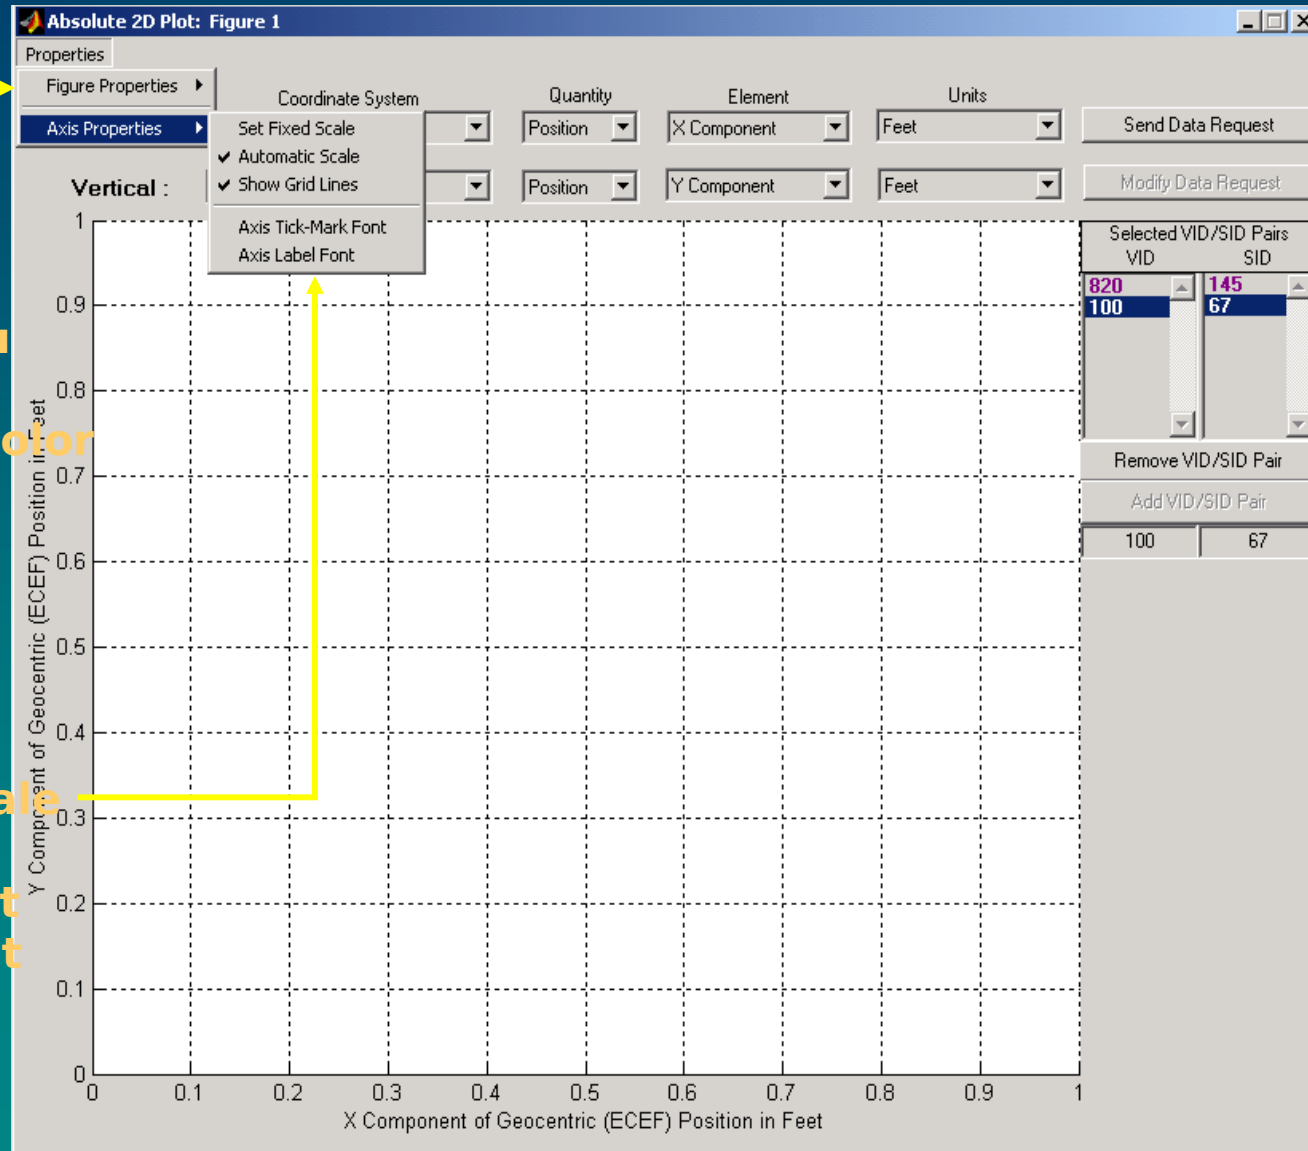 Absolute 2D Plot: Figure 1
Properties
Figure Properties
Axis Properties
Set Fixed Scale
Automatic Scale
Show Grid Lines
Axis Tick-Mark Font
Axis Label Font
Coordinate System
Quantity
Element
Units
Position
X Component
Feet
Send Data Request
Vertical :
Position
Y Component
Feet
Modify Data Request
Selected VID/SID Pairs
VID SID
820 145
100 67
Remove VID/SID Pair
Add VID/SID Pair
100 67
Y Component of Geocentric (ECEF) Position in Feet
1
0.9
0.8
0.7
0.6
0.5
0.4
0.3
0.2
0.1
0
0 0.1 0.2 0.3 0.4 0.5 0.6 0.7 0.8 0.9 1
X Component of Geocentric (ECEF) Position in Feet